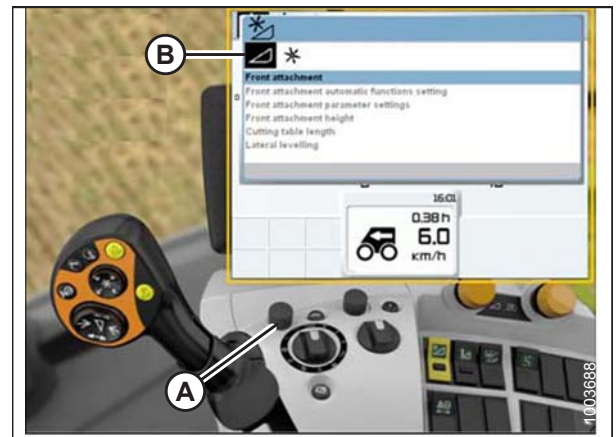 B
Front attachment
Front attachment automatic functions setting
Front attachment parameter settings
Front attachment height
Cutting table length
Lateral levelling
16:01
0.38 h
6.0
km/h
A
1003688